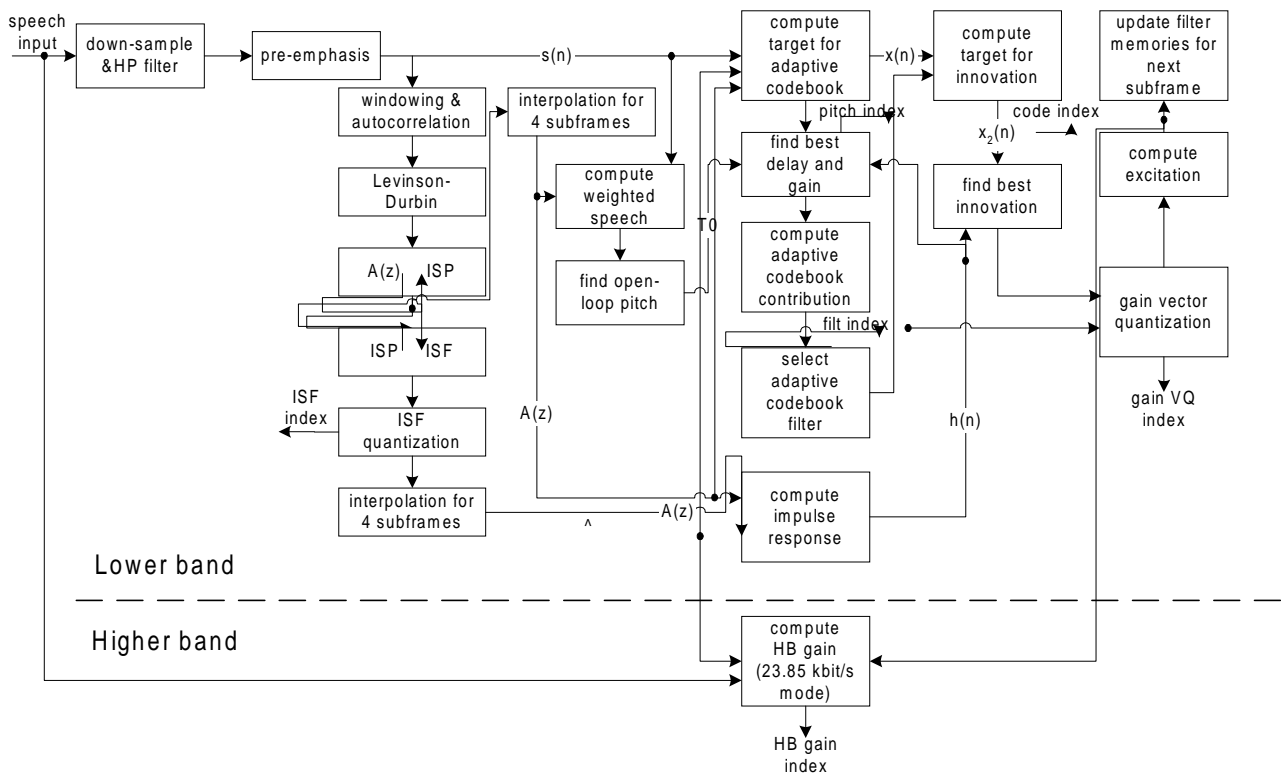 speech
input
down-sample
&HP filter
pre-emphasis
s(n)
windowing &
autocorrelation
Levinson-
Durbin
A(z)
ISP
ISP
ISF
ISF
index
ISF
quantization
interpolation for
4 subframes
interpolation for
4 subframes
compute
weighted
speech
find open-
loop pitch
A(z)
T0
^
A(z)
compute
target for
adaptive
codebook
x(n)
pitch index
find best
delay and
gain
compute
adaptive
codebook
contribution
filt index
select
adaptive
codebook
filter
compute
impulse
response
h(n)
compute
target for
innovation
code index
x2(n)
find best
innovation
update filter
memories for
next
subframe
compute
excitation
gain vector
quantization
gain VQ
index
Lower band
Higher band
compute
HB gain
(23.85 kbit/s
mode)
HB gain
index